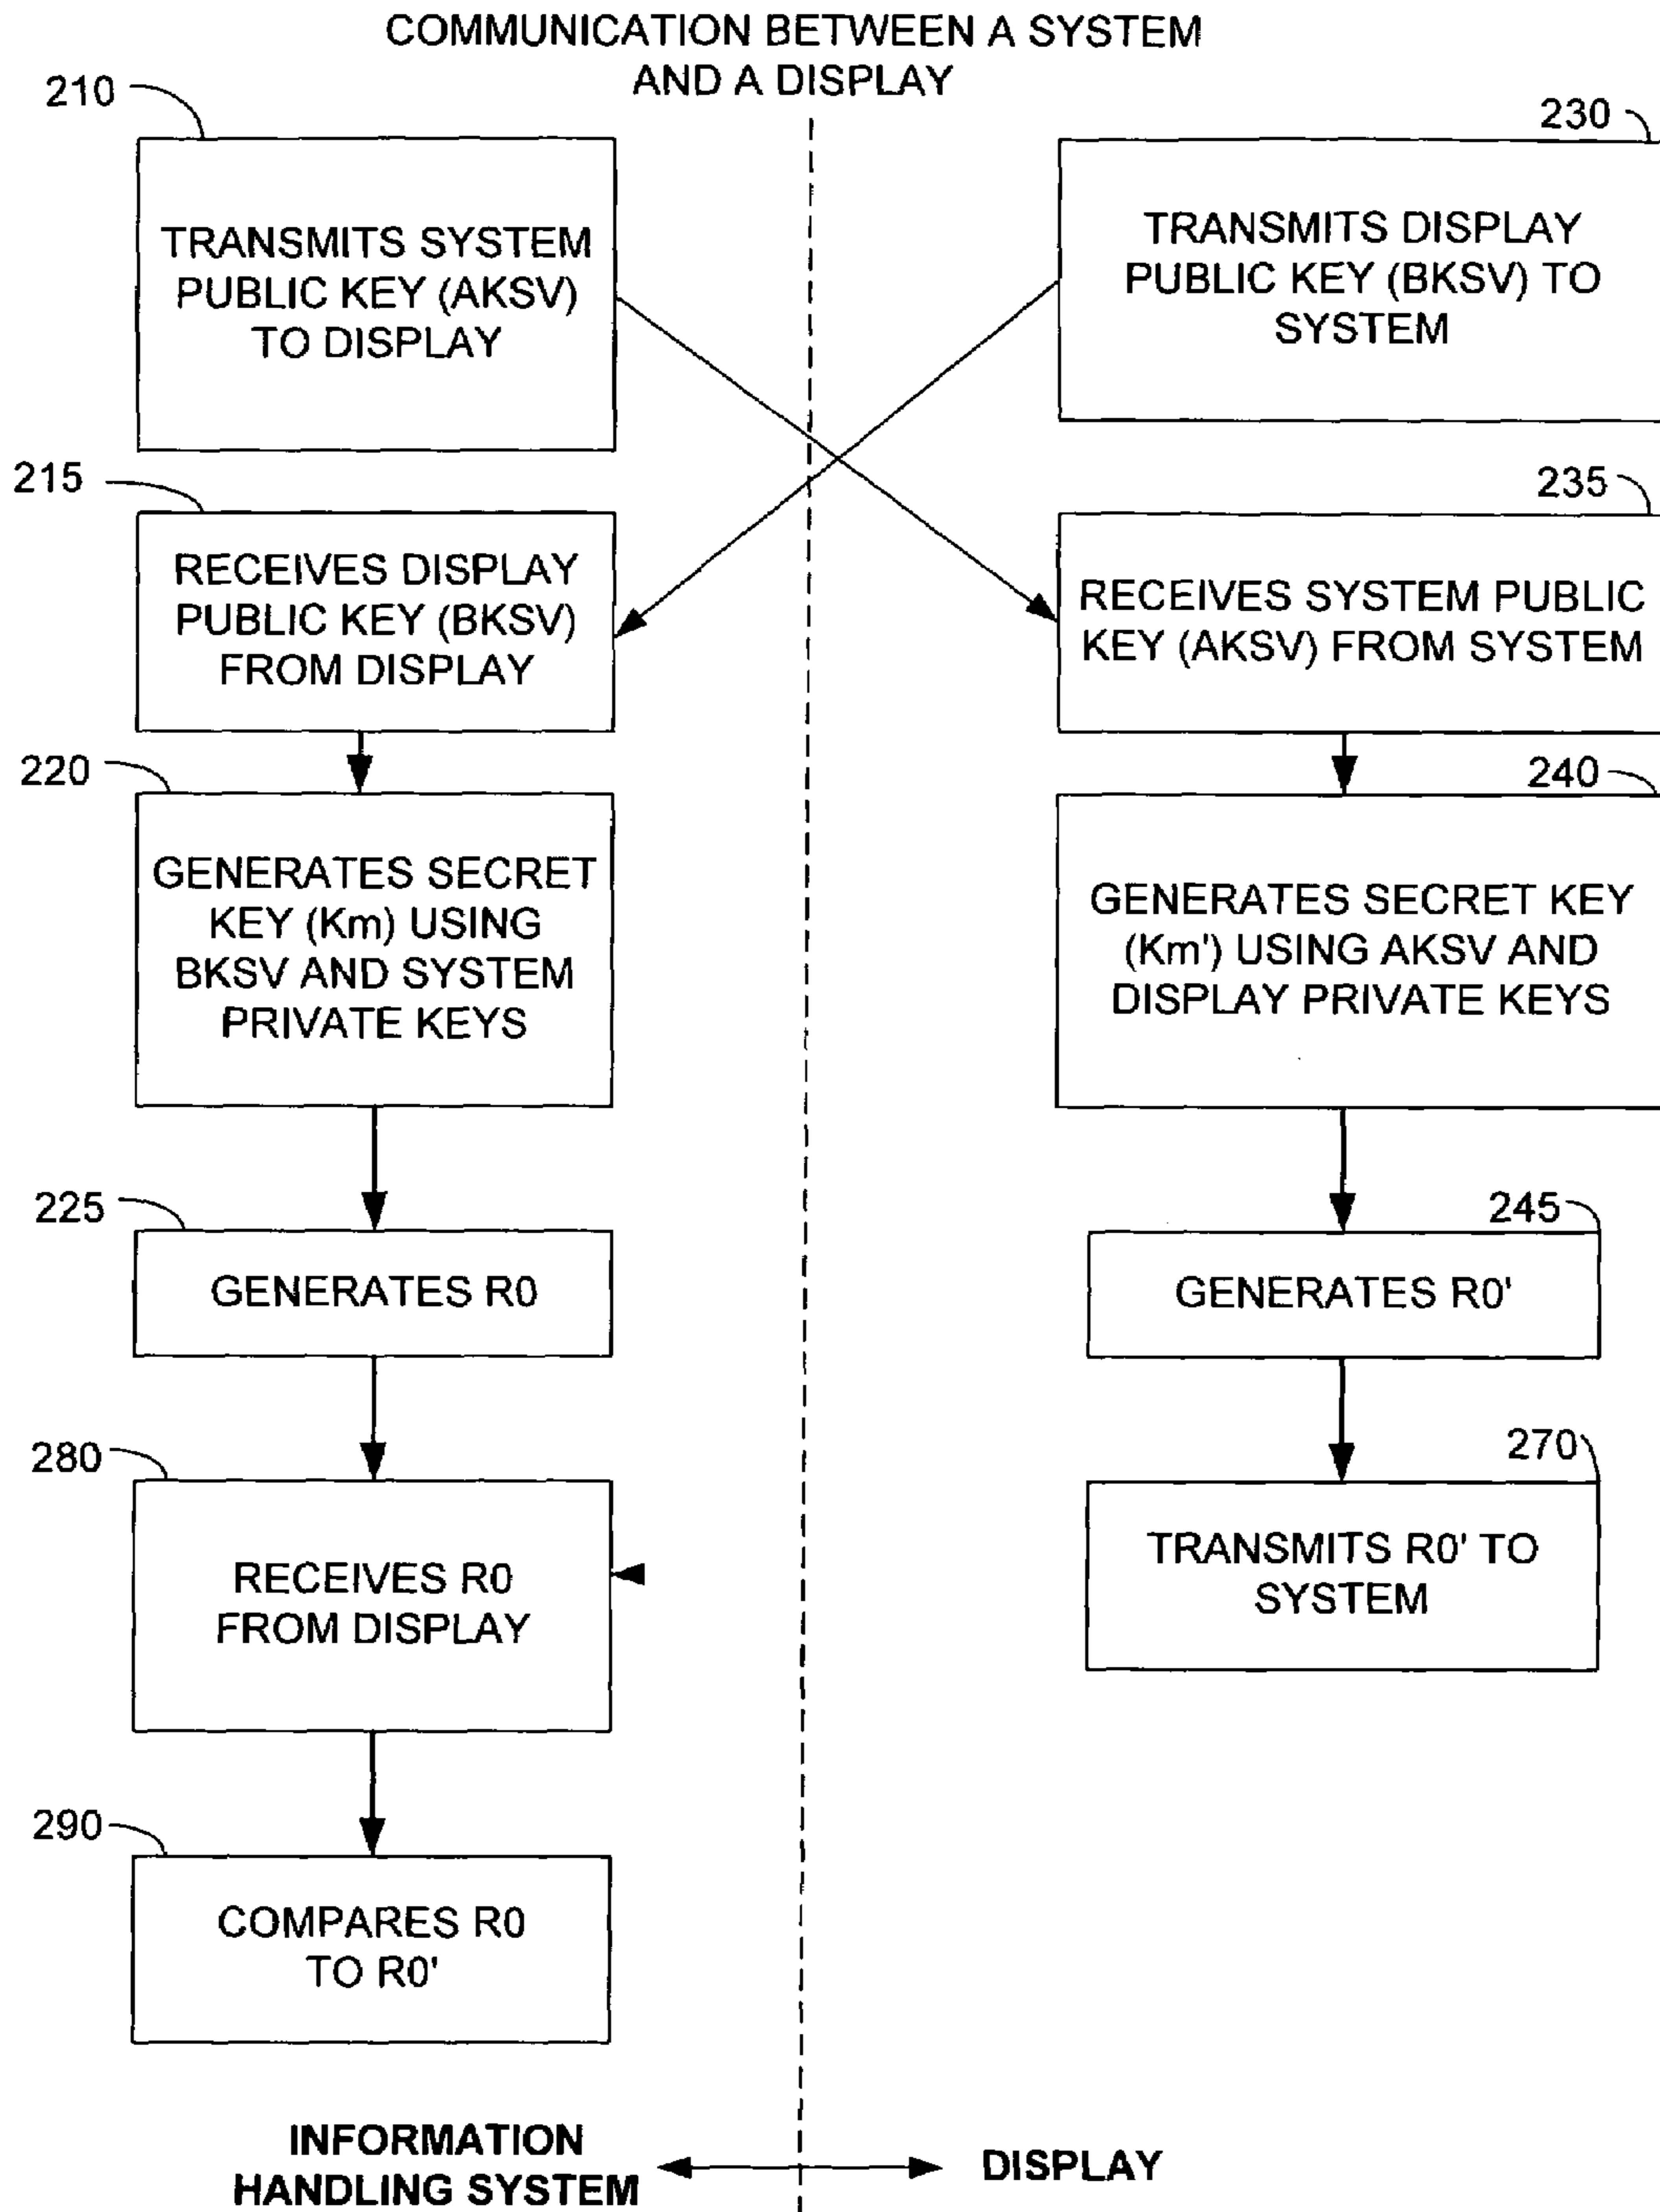 COMMUNICATION BETWEEN A SYSTEM
AND A DISPLAY
210
TRANSMITS SYSTEM
PUBLIC KEY (AKSV)
TO DISPLAY
230
TRANSMITS DISPLAY
PUBLIC KEY (BKSV) TO
SYSTEM
215
RECEIVES DISPLAY
PUBLIC KEY (BKSV)
FROM DISPLAY
235
RECEIVES SYSTEM PUBLIC
KEY (AKSV) FROM SYSTEM
220
GENERATES SECRET
KEY (Km) USING
BKSV AND SYSTEM
PRIVATE KEYS
240
GENERATES SECRET KEY
(Km') USING AKSV AND
DISPLAY PRIVATE KEYS
225
GENERATES R0
245
GENERATES R0'
280
RECEIVES R0
FROM DISPLAY
270
TRANSMITS R0' TO
SYSTEM
290
COMPARES R0
TO R0'
INFORMATION
HANDLING SYSTEM
DISPLAY